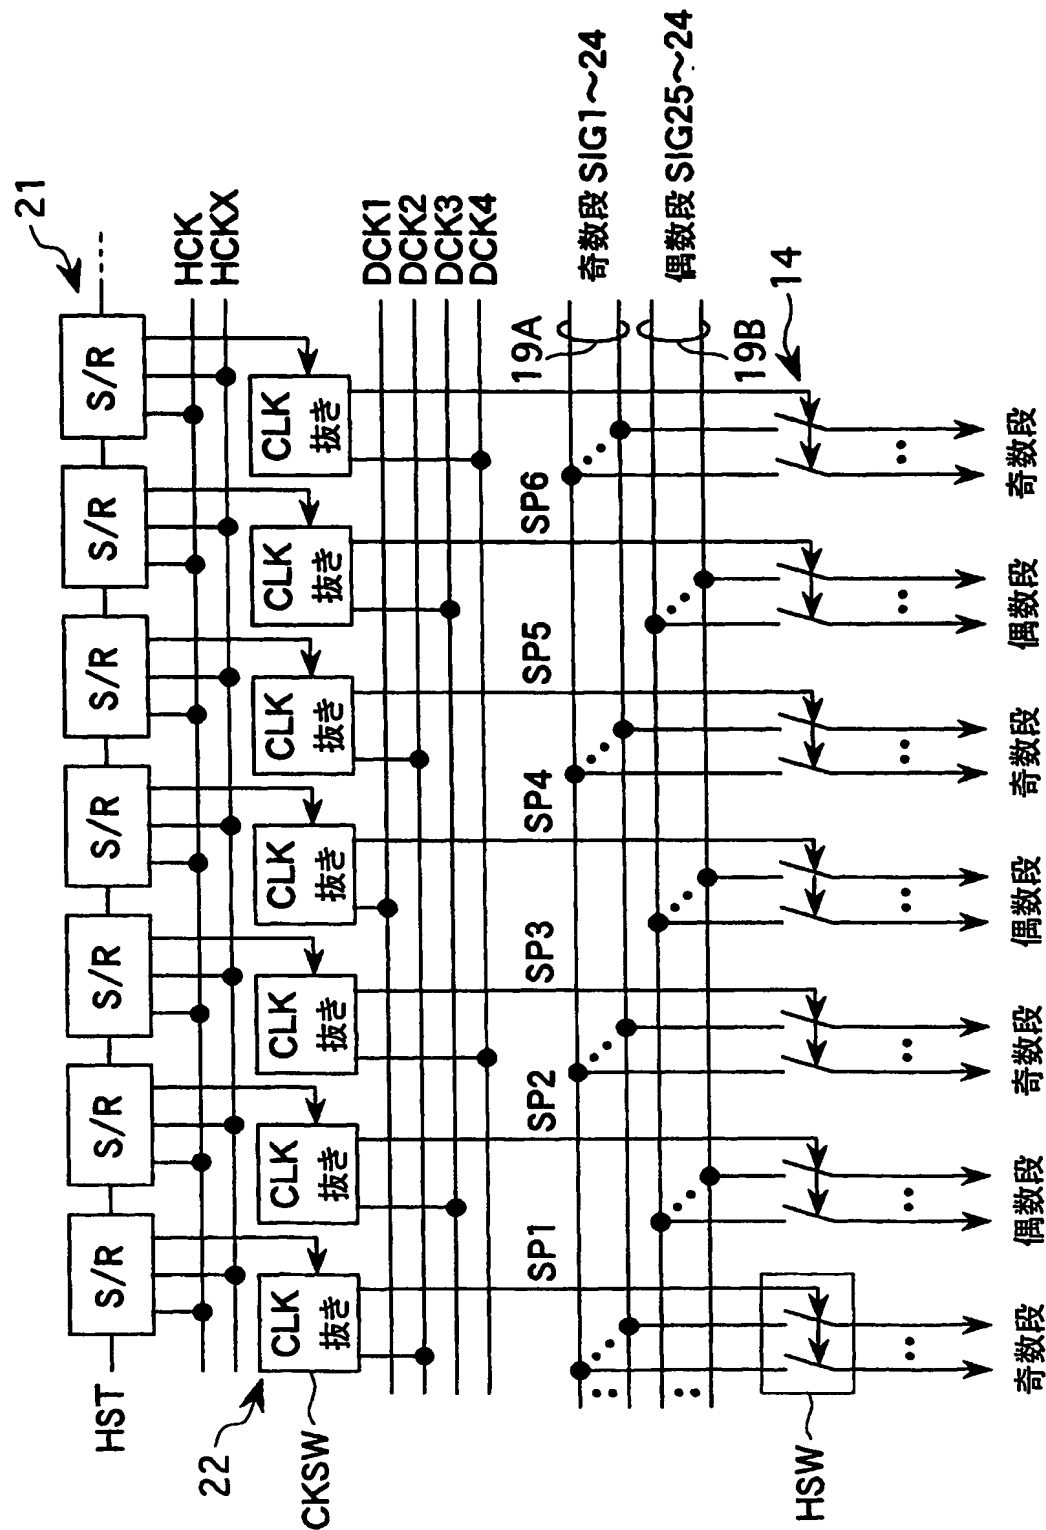 21
HST
S/R
S/R
S/R
S/R
S/R
S/R
S/R
HCK
HCKX
22
CKSW
CLK
抜き
CLK
抜き
CLK
抜き
CLK
抜き
CLK
抜き
CLK
抜き
CLK
抜き
DCK1
DCK2
DCK3
DCK4
SP1
SP2
SP3
SP4
SP5
SP6
19A
奇数段 SIG1〜24
19B
偶数段 SIG25〜24
14
HSW
奇数段
偶数段
奇数段
偶数段
奇数段
偶数段
奇数段